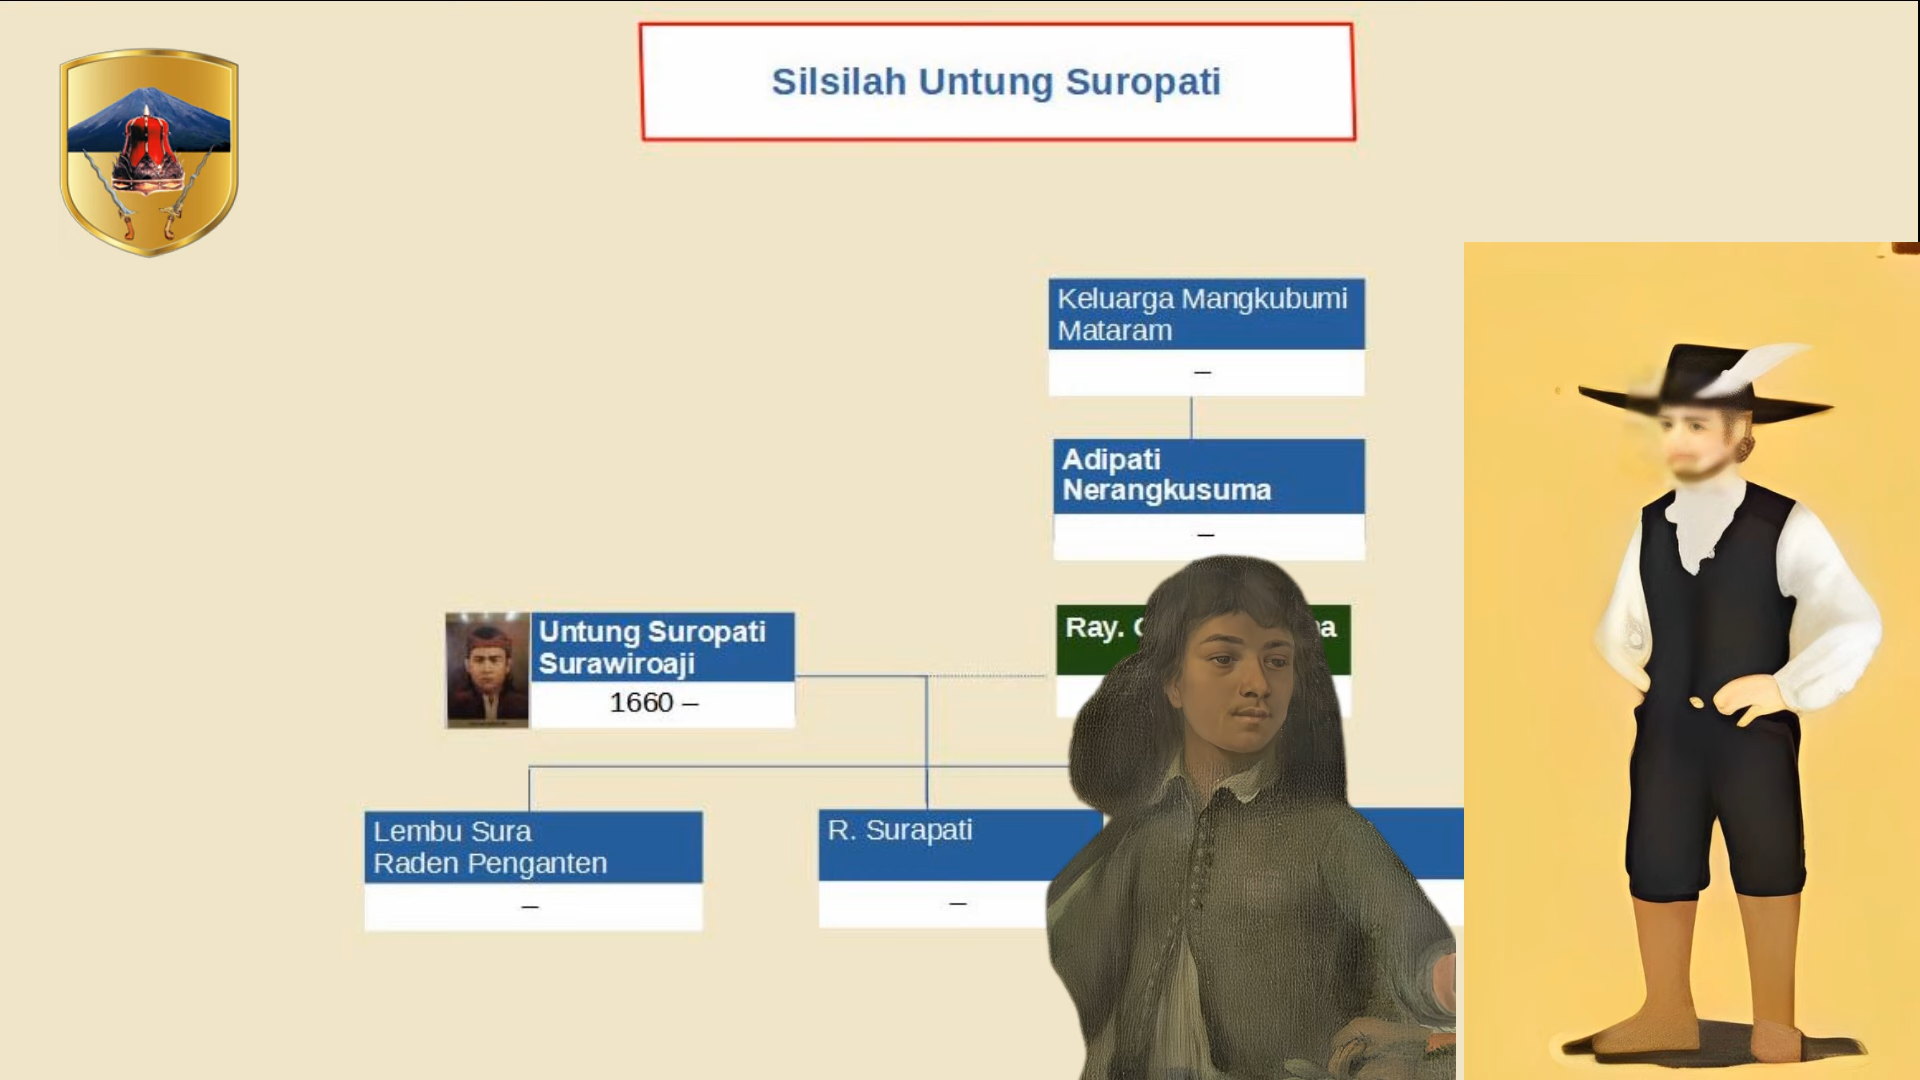 Silsilah Untung Suropati
Keluarga Mangkubumi
Mataram
–
Adipati
Nerangkusuma
–
Untung Suropati
Surawiroaji
1660 –
Ray.
Lembu Sura
Raden Penganten
–
R. Surapati
–